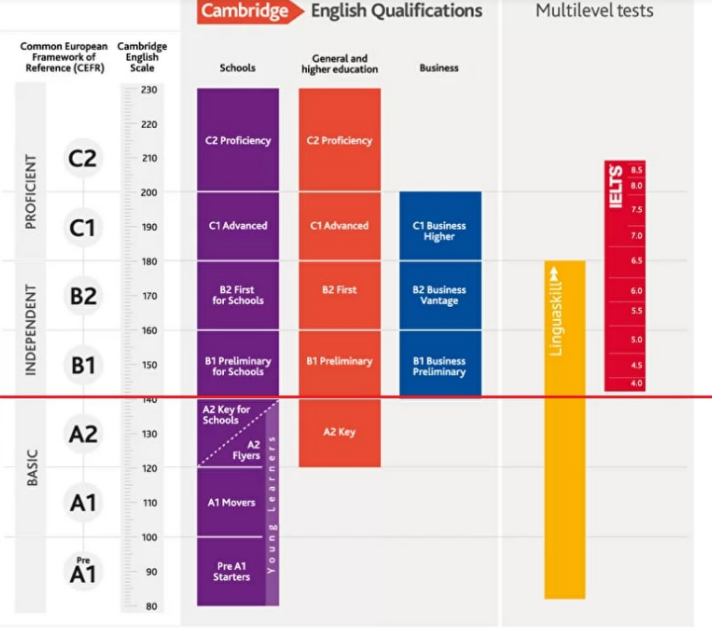 Cambridge English Qualifications
Multilevel tests
Common European
Framework of
Reference (CEFR)
Cambridge
English
Scale
Schools
General and
higher education
Business
230
220
210
200
190
180
170
160
150
140
130
120
110
100
90
80
PROFICIENT
INDEPENDENT
BASIC
C2
C1
B2
B1
A2
A1
Pre
A1
C2 Proficiency
C1 Advanced
B2 First
for Schools
B1 Preliminary
for Schools
A2 Key for
Schools
A2
Flyers
A1 Movers
Pre A1
Starters
Young Learners
C2 Proficiency
C1 Advanced
B2 First
B1 Preliminary
A2 Key
C1 Business
Higher
B2 Business
Vantage
B1 Business
Preliminary
Linguaskill
IELTS
8.5
8.0
7.5
7.0
6.5
6.0
5.5
5.0
4.5
4.0